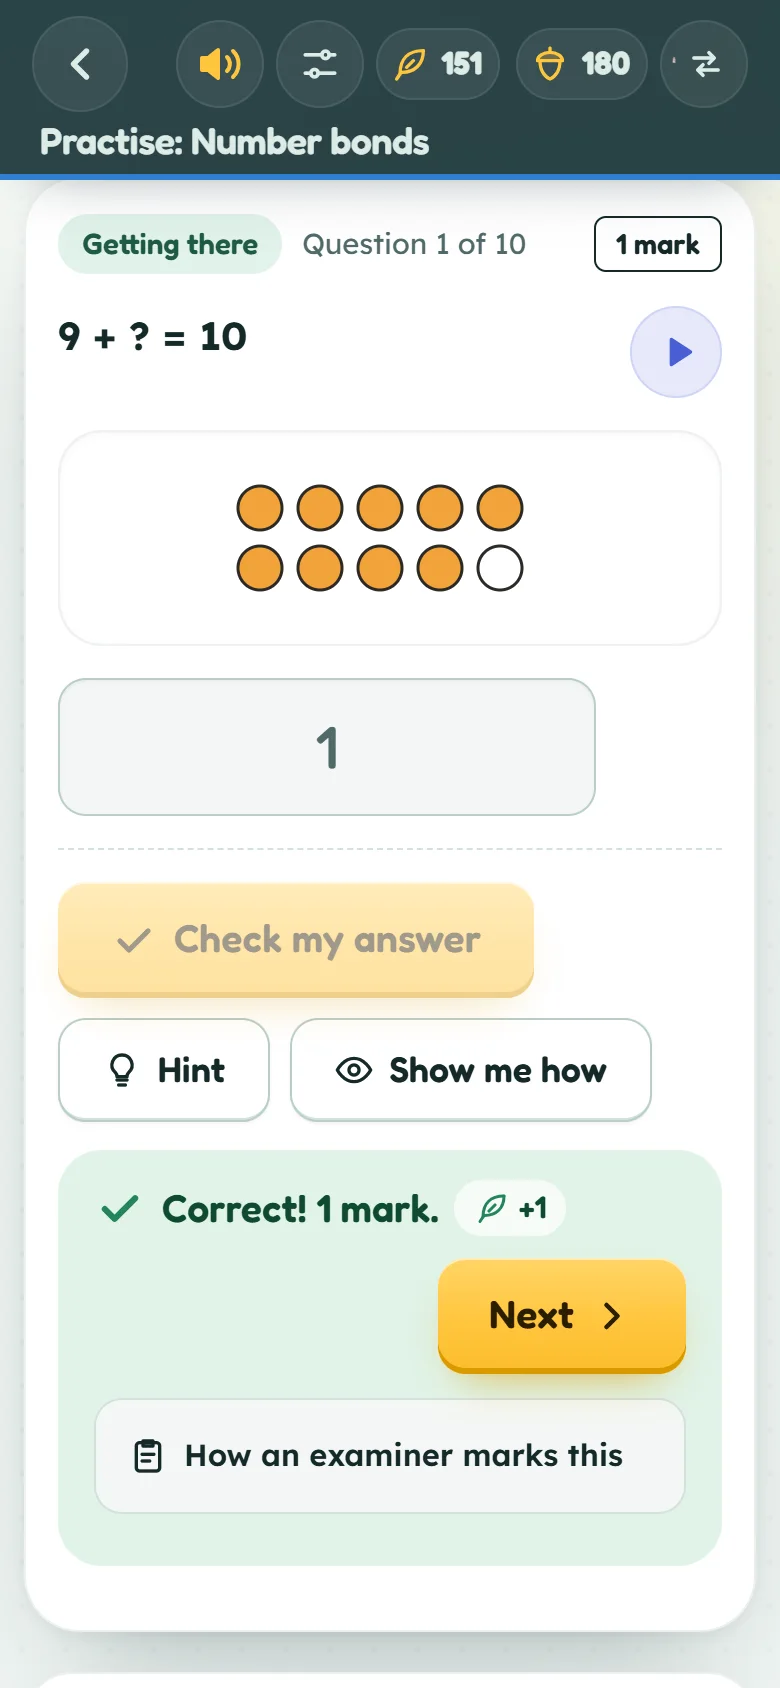 151
180
Practise: Number bonds
Getting there
Question 1 of 10
1 mark
9 + ? = 10
1
Check my answer
Hint
Show me how
Correct! 1 mark.
+1
Next
How an examiner marks this